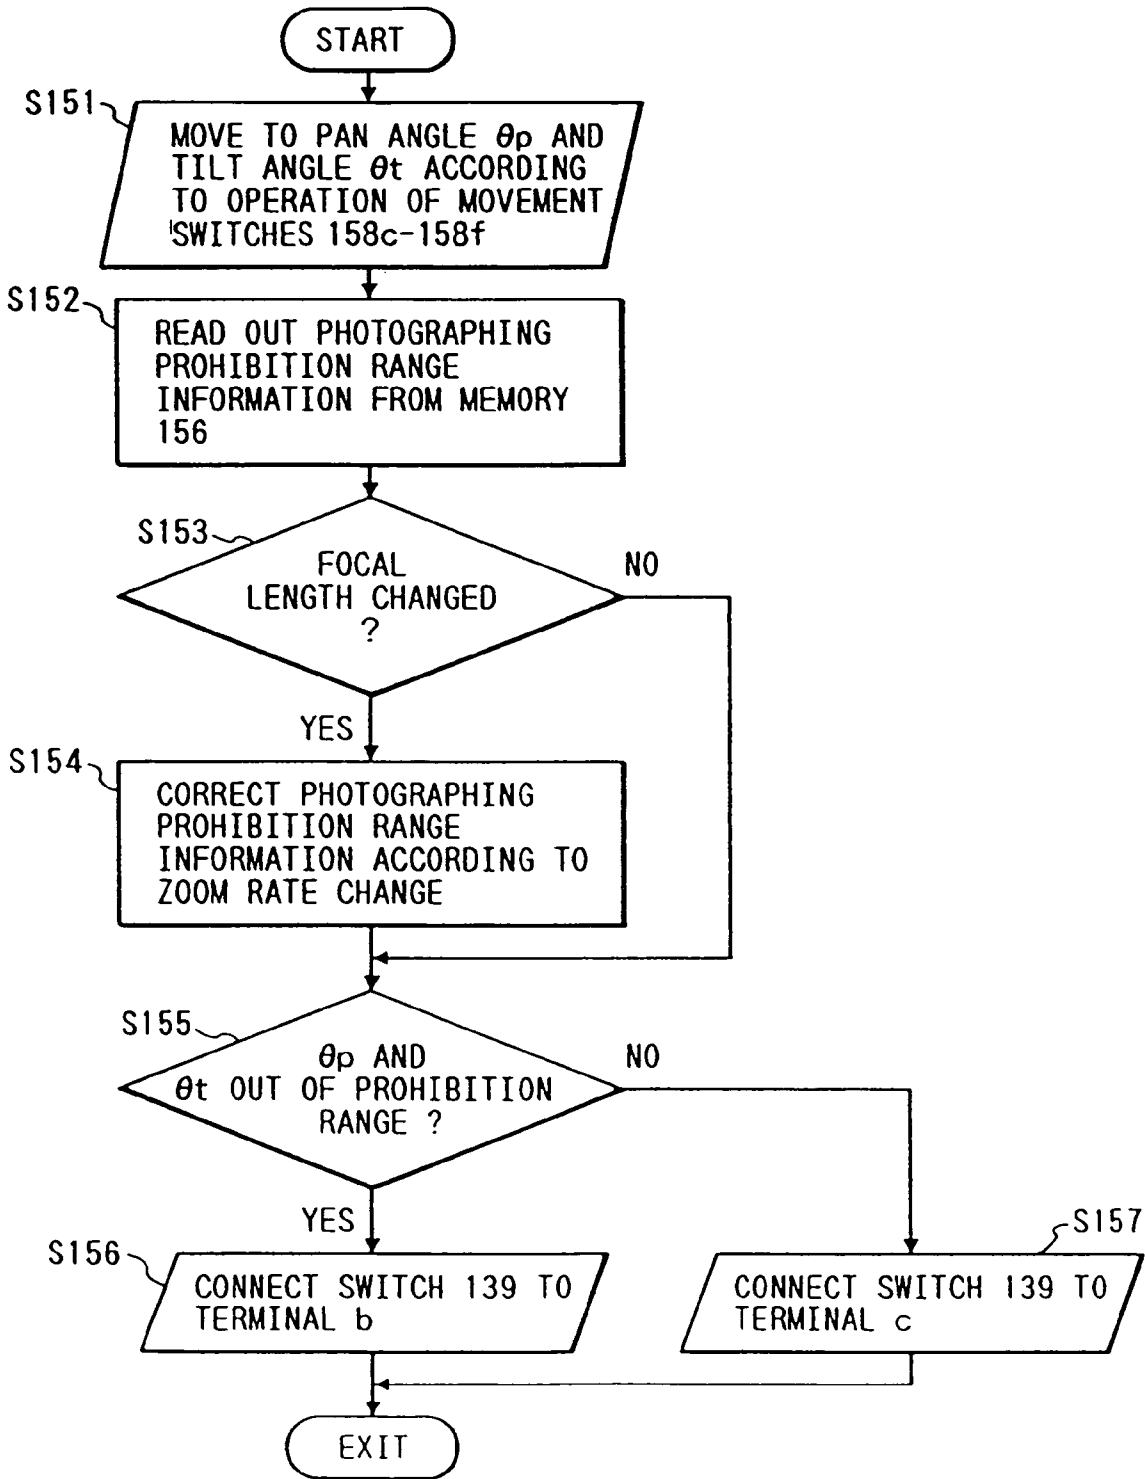 START
S151
MOVE TO PAN ANGLE θp AND
TILT ANGLE θt ACCORDING
TO OPERATION OF MOVEMENT
SWITCHES 158c-158f
S152
READ OUT PHOTOGRAPHING
PROHIBITION RANGE
INFORMATION FROM MEMORY
156
S153
FOCAL
LENGTH CHANGED
?
NO
YES
S154
CORRECT PHOTOGRAPHING
PROHIBITION RANGE
INFORMATION ACCORDING TO
ZOOM RATE CHANGE
S155
θp AND
θt OUT OF PROHIBITION
RANGE ?
NO
YES
S156
CONNECT SWITCH 139 TO
TERMINAL b
S157
CONNECT SWITCH 139 TO
TERMINAL c
EXIT